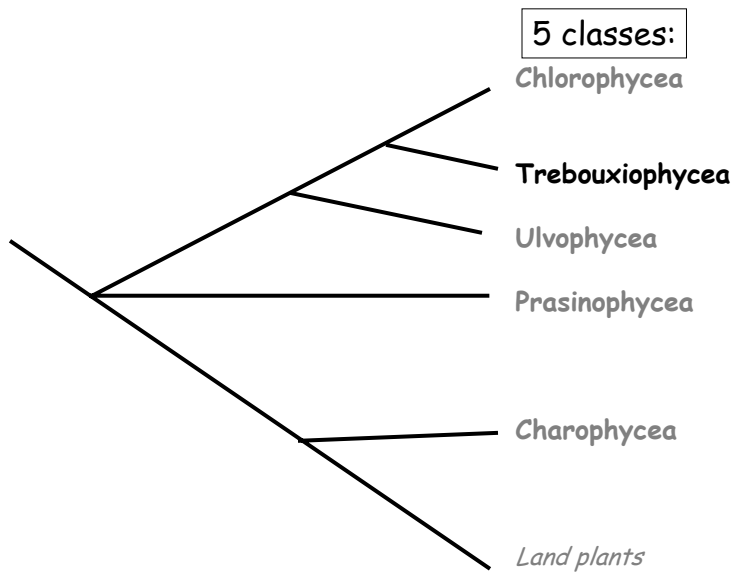 5 classes:
Chlorophycea
Trebouxiophycea
Ulvophycea
Prasinophycea
Charophycea
Land plants